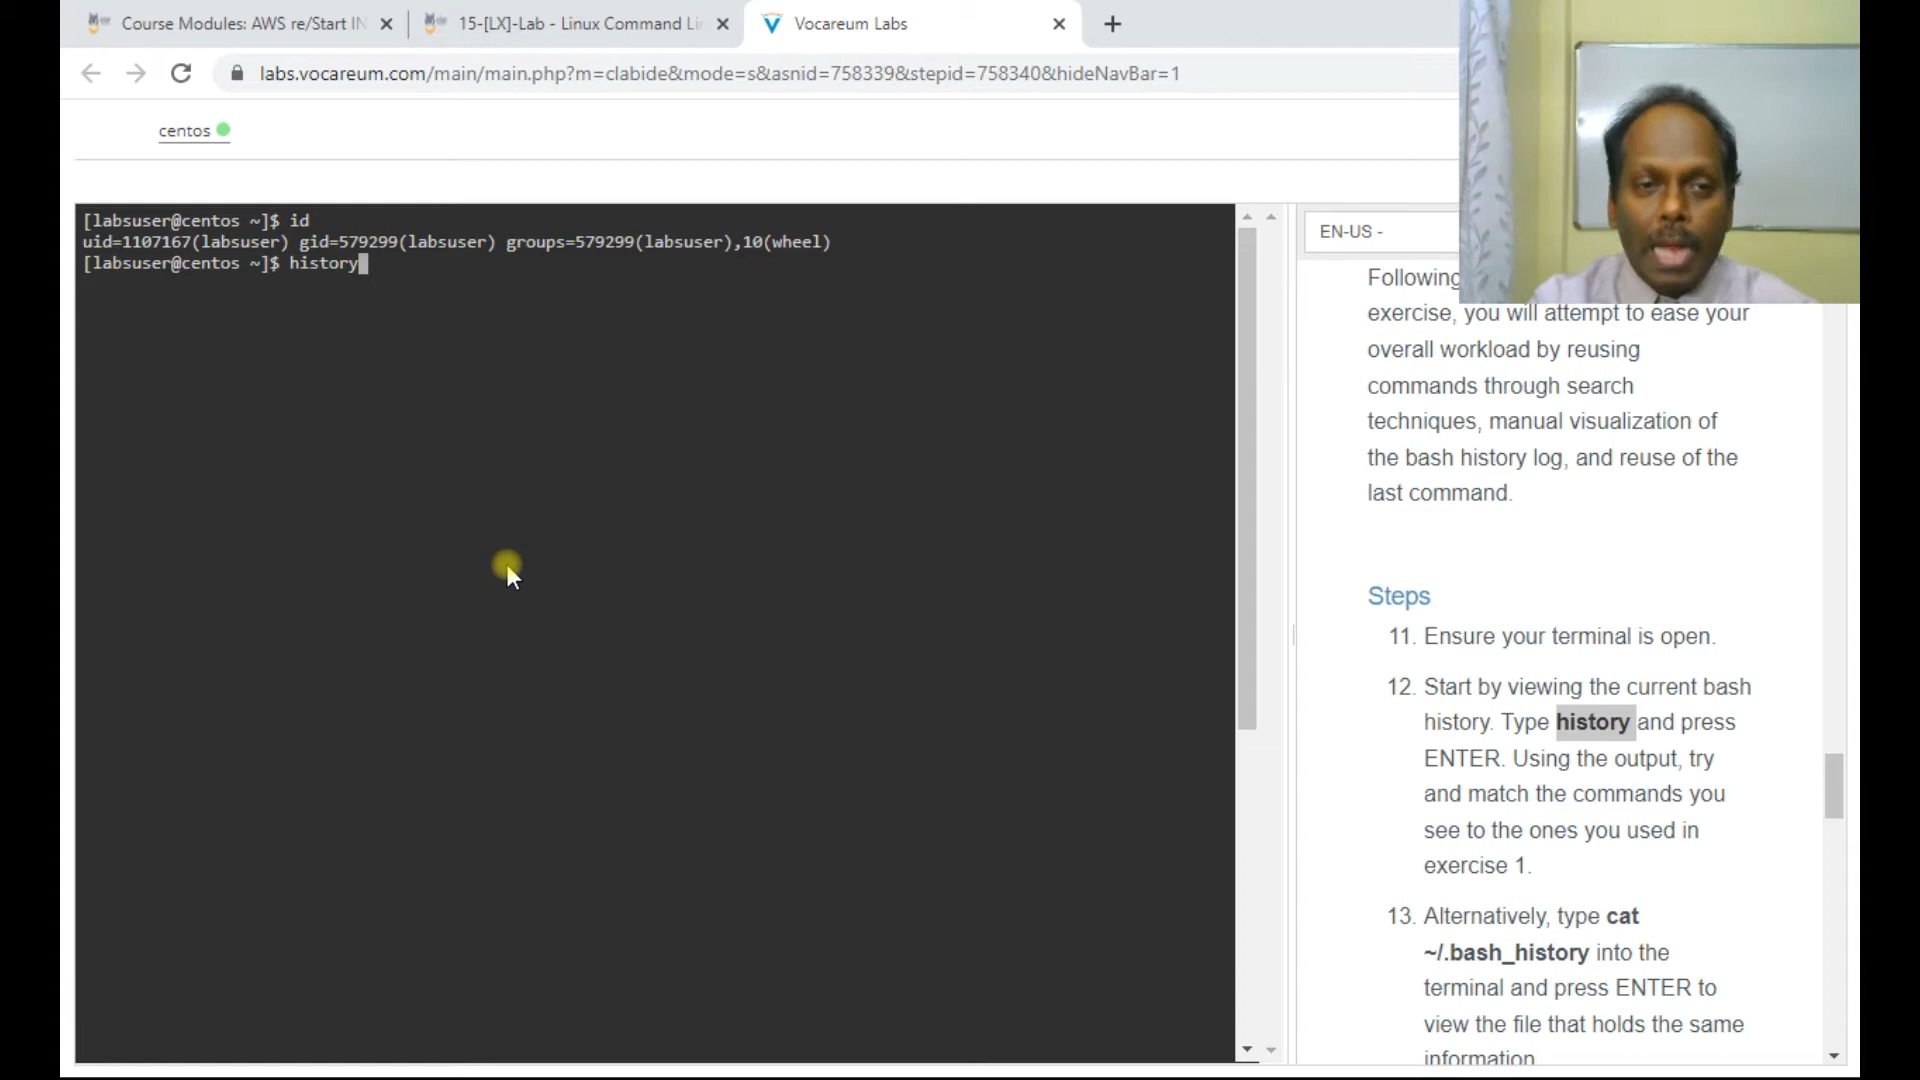 Course Modules: AWS re/Start IN
15-[LX]-Lab - Linux Command Li
Vocareum Labs
labs.vocareum.com/main/main.php?m=clabide&mode=s&asnid=758339&stepid=758340&hideNavBar=1
centos
[labsuser@centos ~]$ id
uid=1107167(labsuser) gid=579299(labsuser) groups=579299(labsuser),10(wheel)
[labsuser@centos ~]$ history
EN-US -
Following
exercise, you will attempt to ease your
overall workload by reusing
commands through search
techniques, manual visualization of
the bash history log, and reuse of the
last command.
Steps
11. Ensure your terminal is open.
12. Start by viewing the current bash
history. Type history and press
ENTER. Using the output, try
and match the commands you
see to the ones you used in
exercise 1.
13. Alternatively, type cat
~/.bash_history into the
terminal and press ENTER to
view the file that holds the same
information